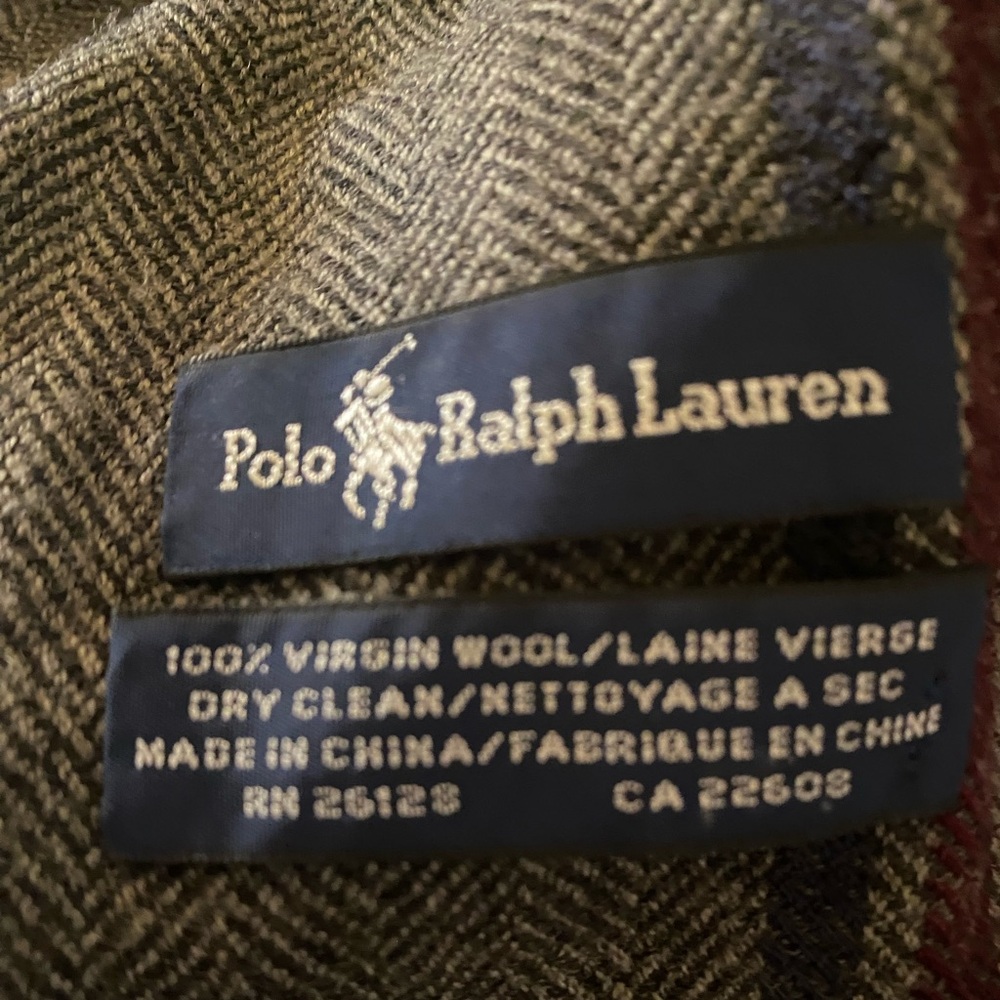 Polo Ralph Lauren
100% VIRGIN WOOL/LAINE VIERGE
DRY CLEAN/NETTOYAGE A SEC
MADE IN CHINA/FABRIQUE EN CHINE
RN 26128 CA 22608